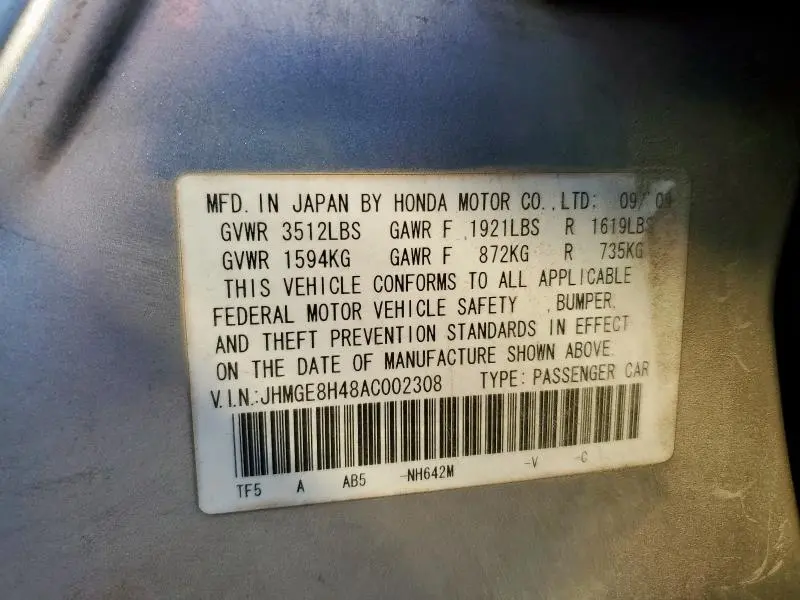 MFD. IN JAPAN BY HONDA MOTOR CO.,LTD: 09/'09
GVWR 3512LBS GAWR F 1921LBS R 1619LBS
GVWR 1594KG GAWR F 872KG R 735KG
THIS VEHICLE CONFORMS TO ALL APPLICABLE
FEDERAL MOTOR VEHICLE SAFETY , BUMPER,
AND THEFT PREVENTION STANDARDS IN EFFECT
ON THE DATE OF MANUFACTURE SHOWN ABOVE.
V.I.N.:JHMGE8H48AC002308 TYPE: PASSENGER CAR
TF5 A AB5 -NH642M -V -C